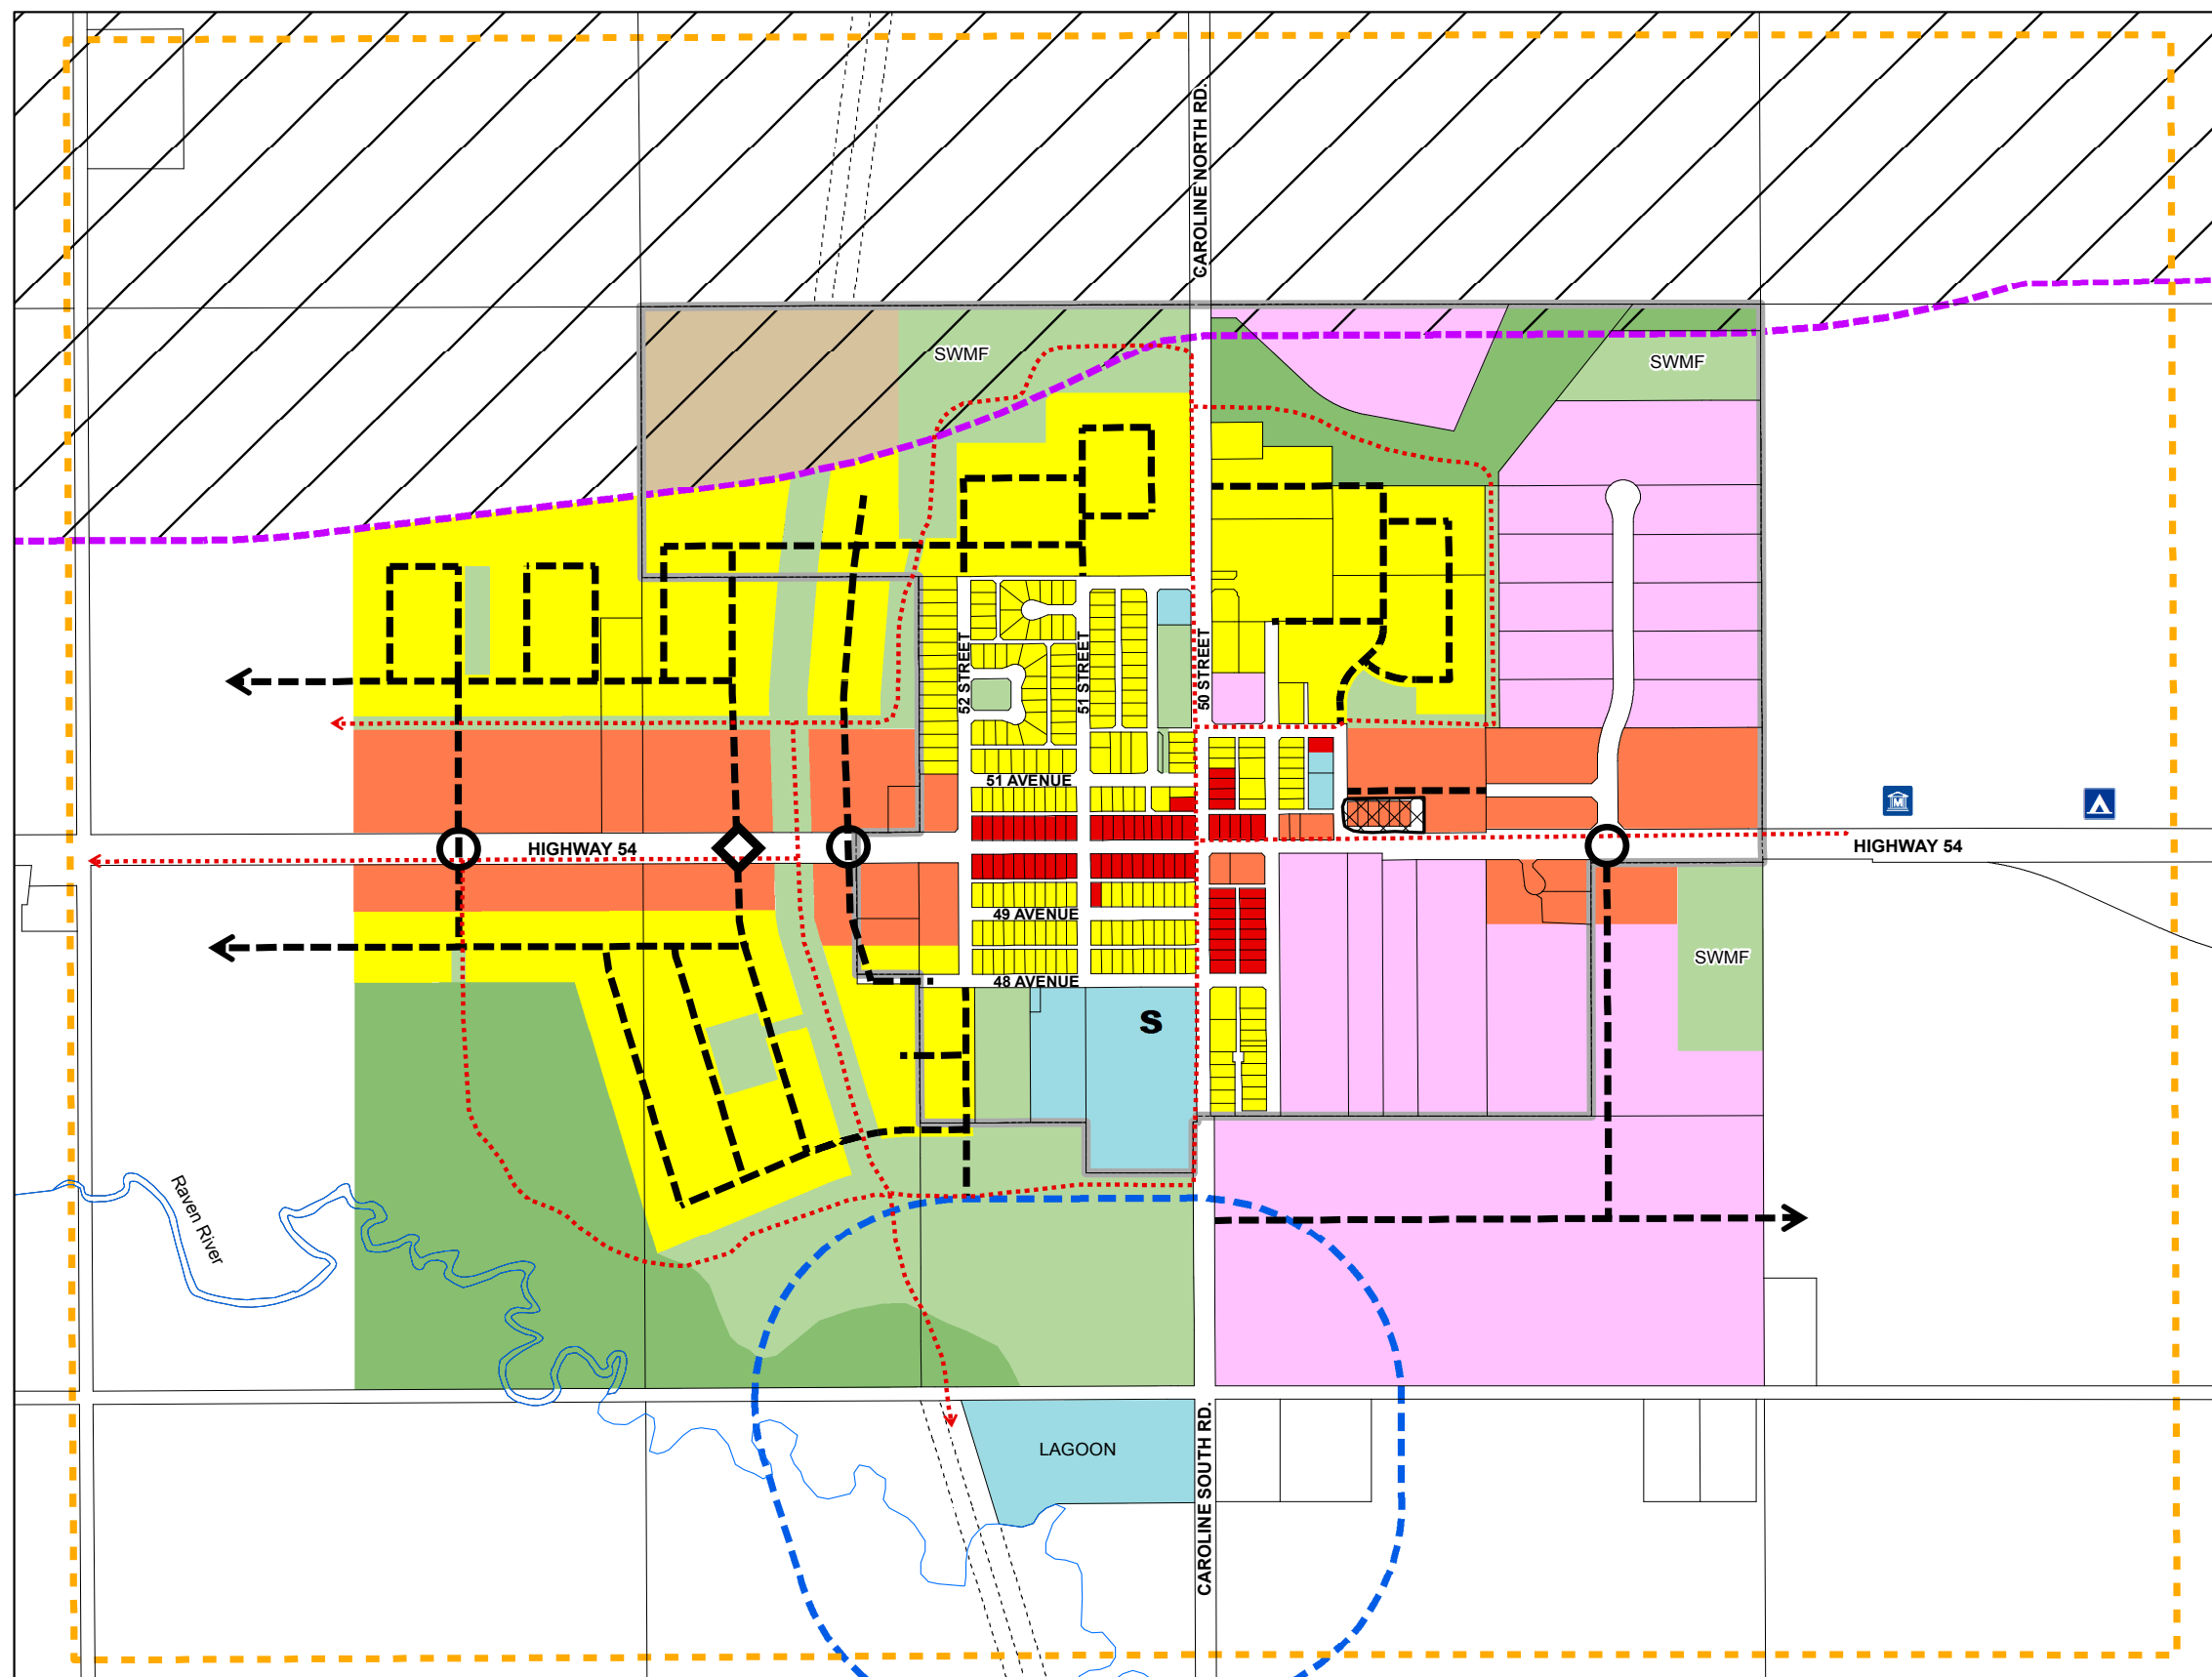 CAROLINE NORTH RD.
SWMF
SWMF
52 STREET
51 STREET
50 STREET
51 AVENUE
M
HIGHWAY 54
HIGHWAY 54
49 AVENUE
SWMF
48 AVENUE
S
Raven River
LAGOON
CAROLINE SOUTH RD.